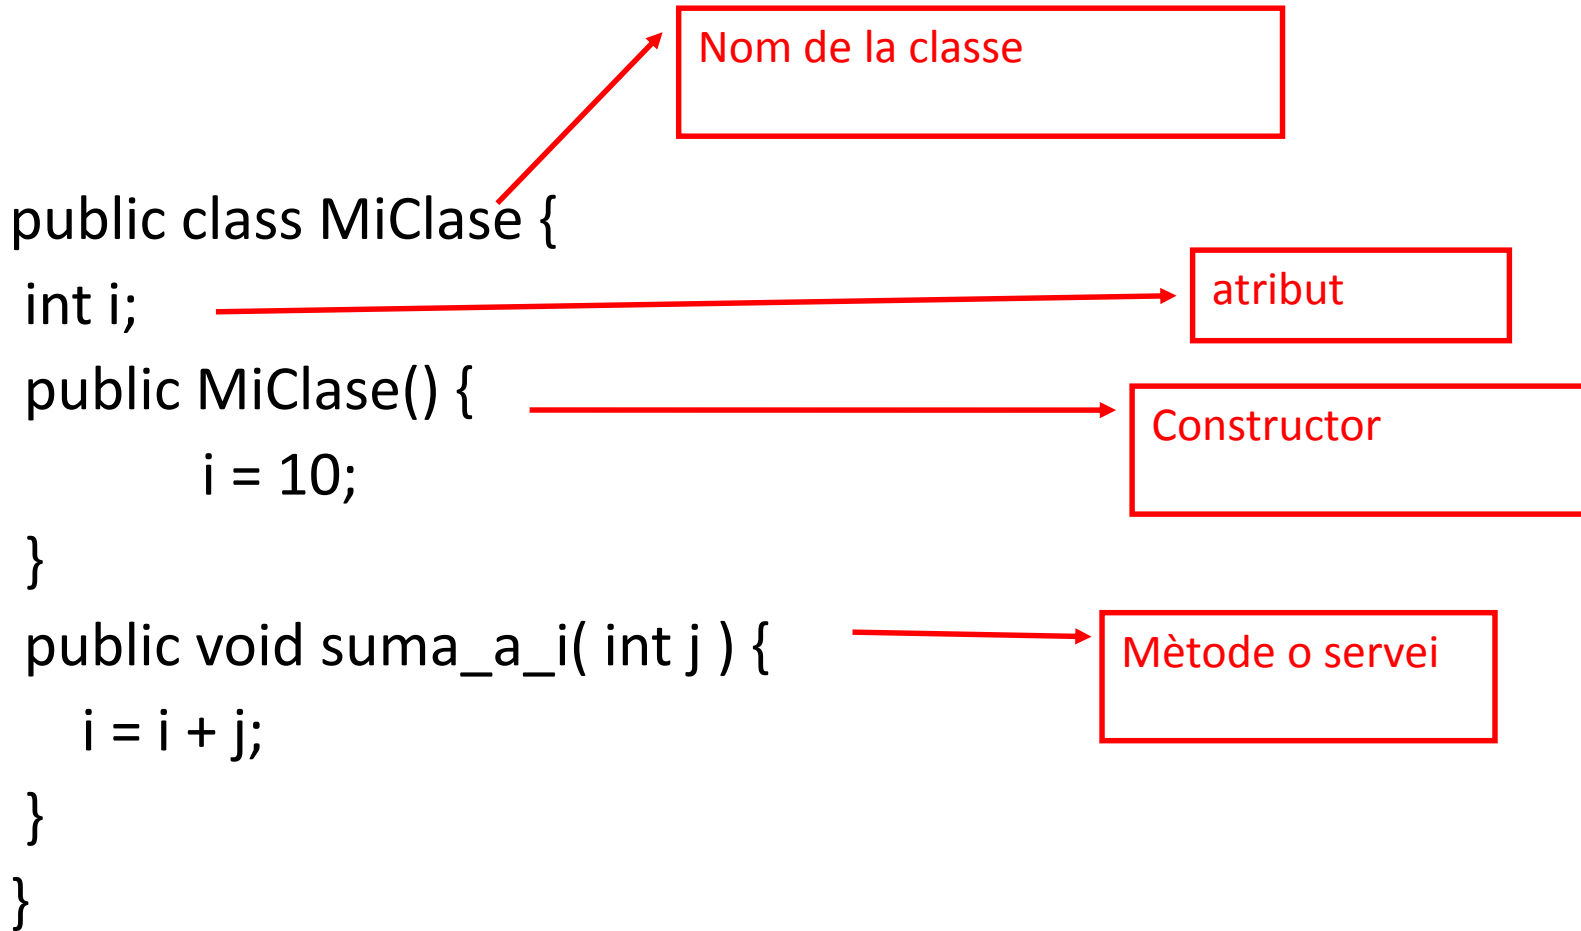 Nom de la classe
public class MiClase {
int i;
atribut
public MiClase() {
Constructor
i = 10;
}
public void suma_a_i( int j ) {
Mètode o servei
i = i + j;
}
}